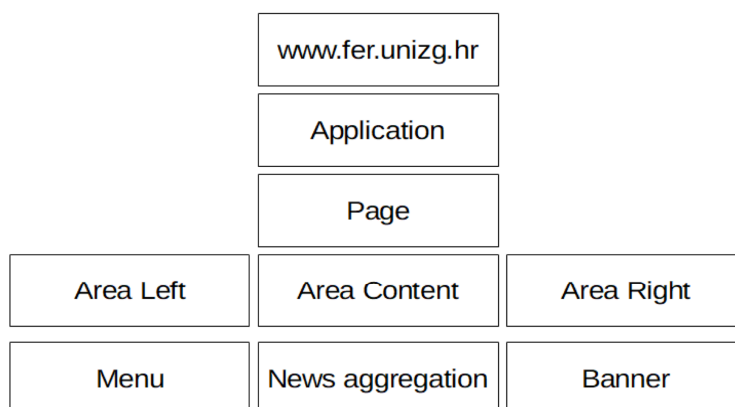 www.fer.unizg.hr
Application
Page
Area Left
Area Content
Area Right
Menu
News aggregation
Banner